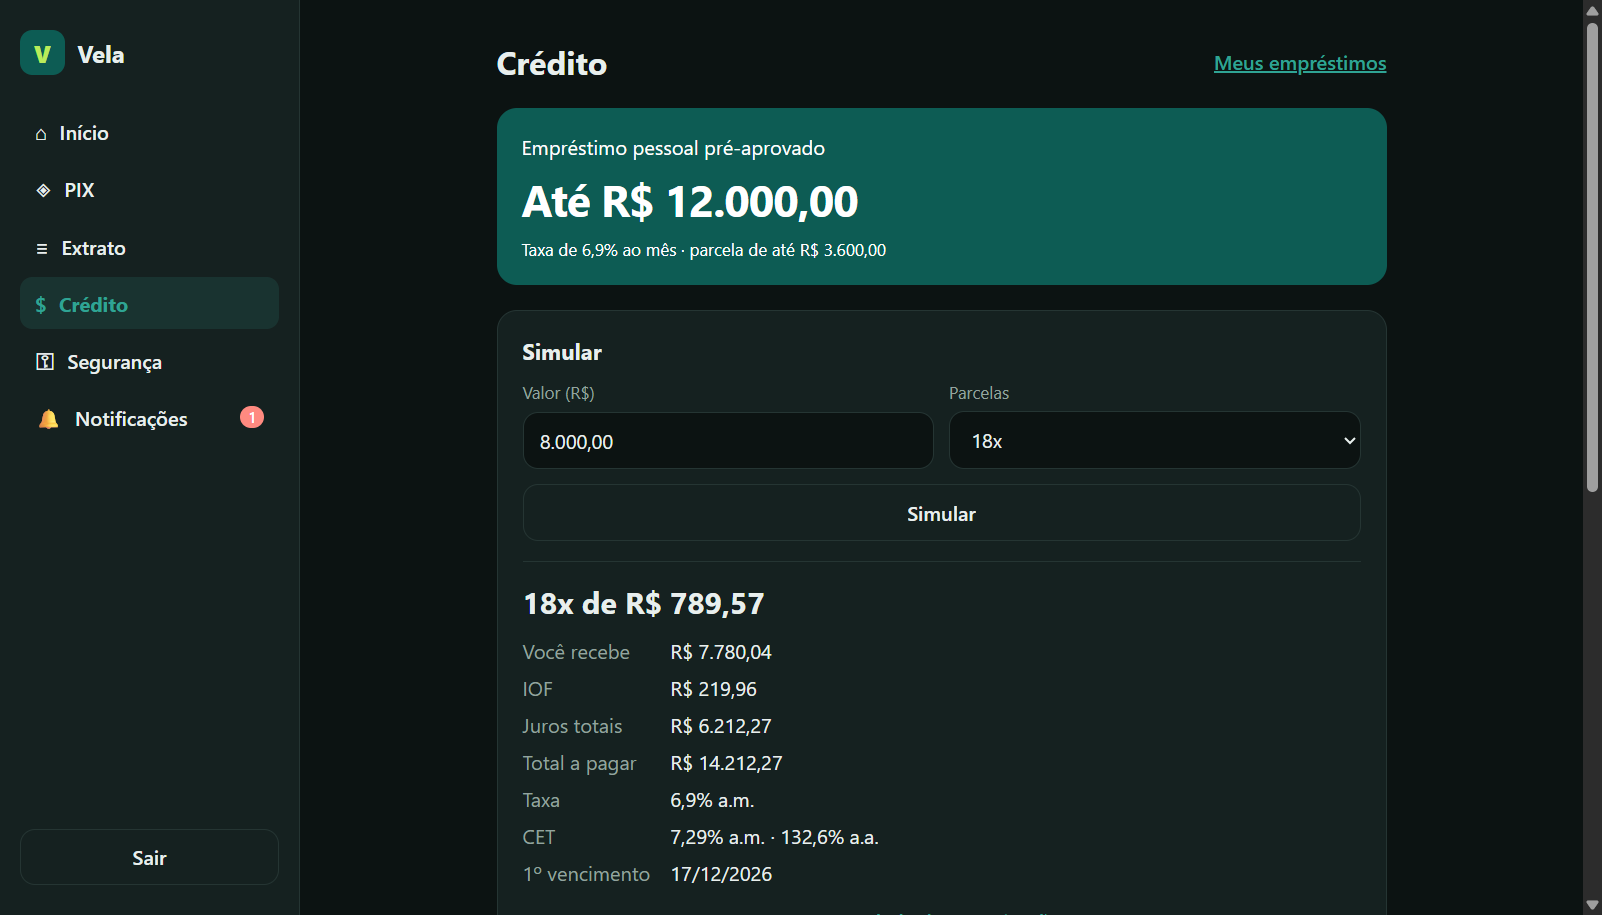 V Vela
Início
PIX
Extrato
$ Crédito
Segurança
Notificações 1
Sair
Crédito
Meus empréstimos
Empréstimo pessoal pré-aprovado
Até R$ 12.000,00
Taxa de 6,9% ao mês · parcela de até R$ 3.600,00
Simular
Valor (R$) Parcelas
8.000,00 18x
Simular
18x de R$ 789,57
Você recebe R$ 7.780,04
IOF R$ 219,96
Juros totais R$ 6.212,27
Total a pagar R$ 14.212,27
Taxa 6,9% a.m.
CET 7,29% a.m. · 132,6% a.a.
1º vencimento 17/12/2026